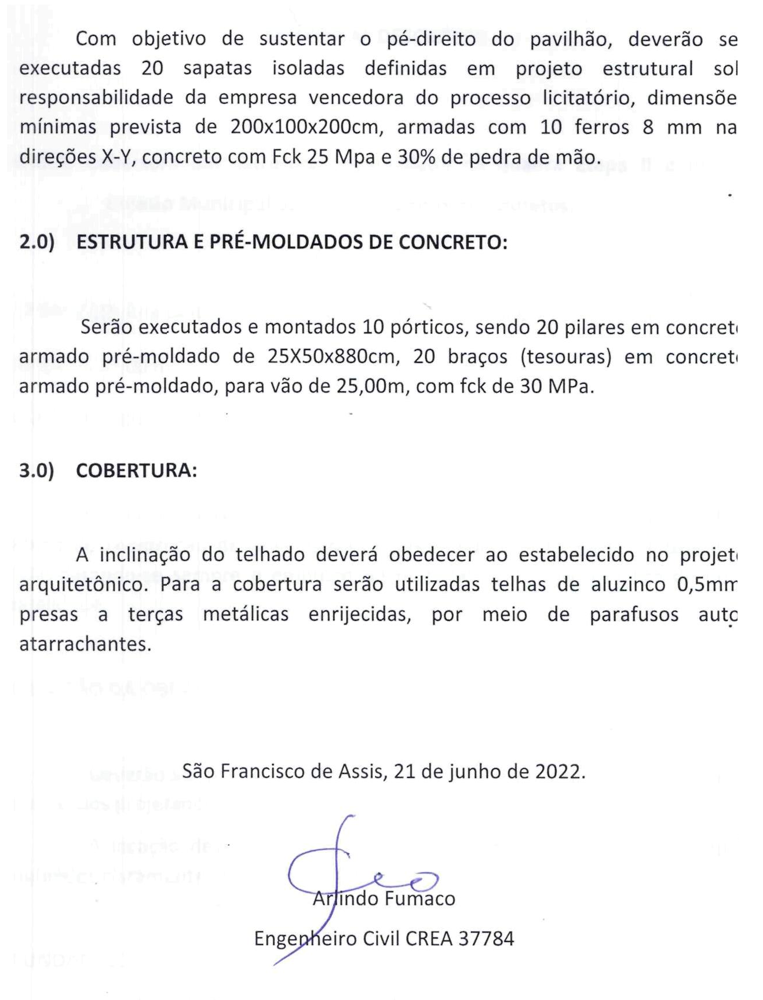 Com objetivo de sustentar o pé-direito do pavilhão, deverão se
executadas 20 sapatas isoladas definidas em projeto estrutural sol
responsabilidade da empresa vencedora do processo licitatório, dimensõe
mínimas prevista de 200x100x200cm, armadas com 10 ferros 8 mm na
direções X-Y, concreto com Fck 25 Mpa e 30% de pedra de mão.
2.0) ESTRUTURA E PRÉ-MOLDADOS DE CONCRETO:
Serão executados e montados 10 pórticos, sendo 20 pilares em concret
armado pré-moldado de 25X50x880cm, 20 braços (tesouras) em concret
armado pré-moldado, para vão de 25,00m, com fck de 30 MPa.
3.0) COBERTURA:
A inclinação do telhado deverá obedecer ao estabelecido no projet
arquitetônico. Para a cobertura serão utilizadas telhas de aluzinco 0,5mm
presas a terças metálicas enrijecidas, por meio de parafusos auto
atarrachantes.
São Francisco de Assis, 21 de junho de 2022.
Arlindo Fumaco
Engenheiro Civil CREA 37784